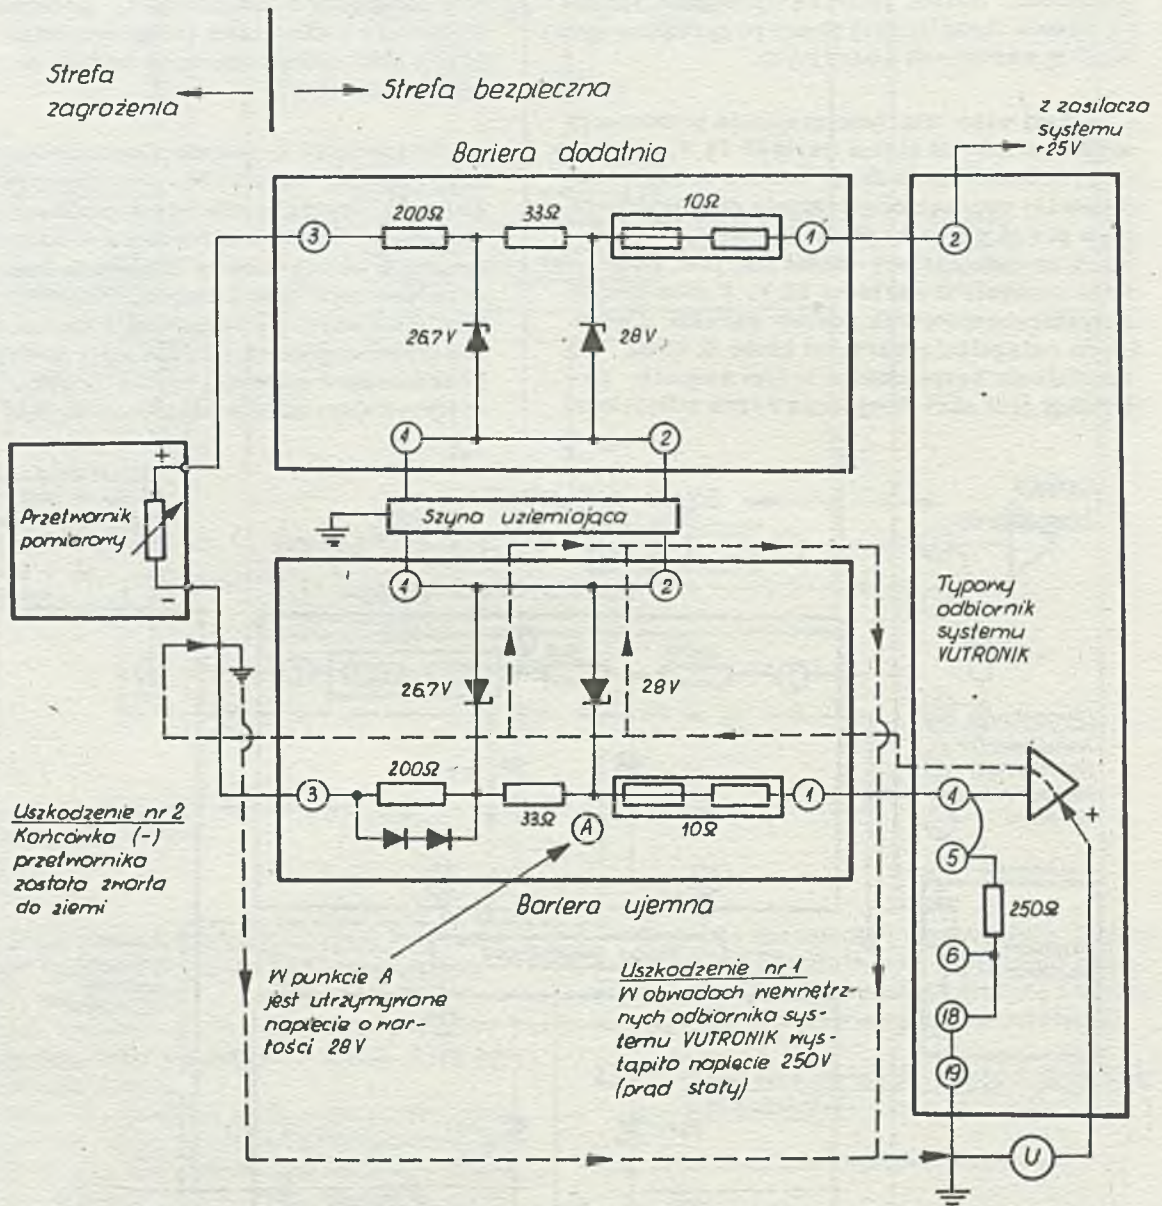 Strefa
zagrożenia
Strefa bezpieczna
z zasilacza
systemu
+25V
Bariera dodatnia
200Ω
33Ω
10Ω
3
1
2
26.7V
28V
4
2
+
Przetwornik
pomiarowy
-
Szyna uziemiająca
4
2
Typowy
odbiornik
systemu
VUTRONIK
26.7V
28V
200Ω
3
33Ω
10Ω
1
4
+
A
5
250Ω
6
18
19
U
Bariera ujemna
Uszkodzenie nr 2
Końcówka (-)
przetwornika
została zwarta
do ziemi
W punkcie A
jest utrzymywane
napięcie o war-
tości 28V
Uszkodzenie nr 1
W obwodach wewnętrz-
nych odbiornika sys-
temu VUTRONIK wys-
tąpiło napięcie 250V
(prąd stały)